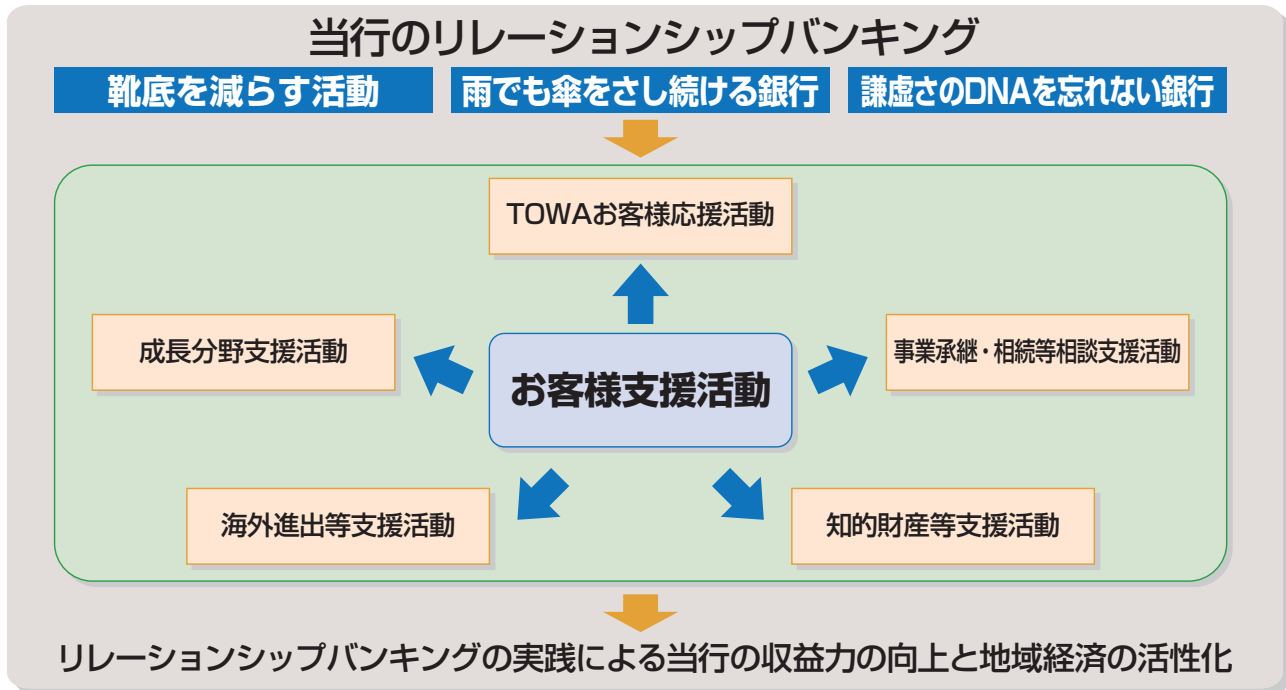 当行のリレーションシップバンキング
靴底を減らす活動
雨でも傘をさし続ける銀行
謙虚さのDNAを忘れない銀行
TOWAお客様応援活動
成長分野支援活動
事業承継・相続等相談支援活動
お客様支援活動
海外進出等支援活動
知的財産等支援活動
リレーションシップバンキングの実践による当行の収益力の向上と地域経済の活性化